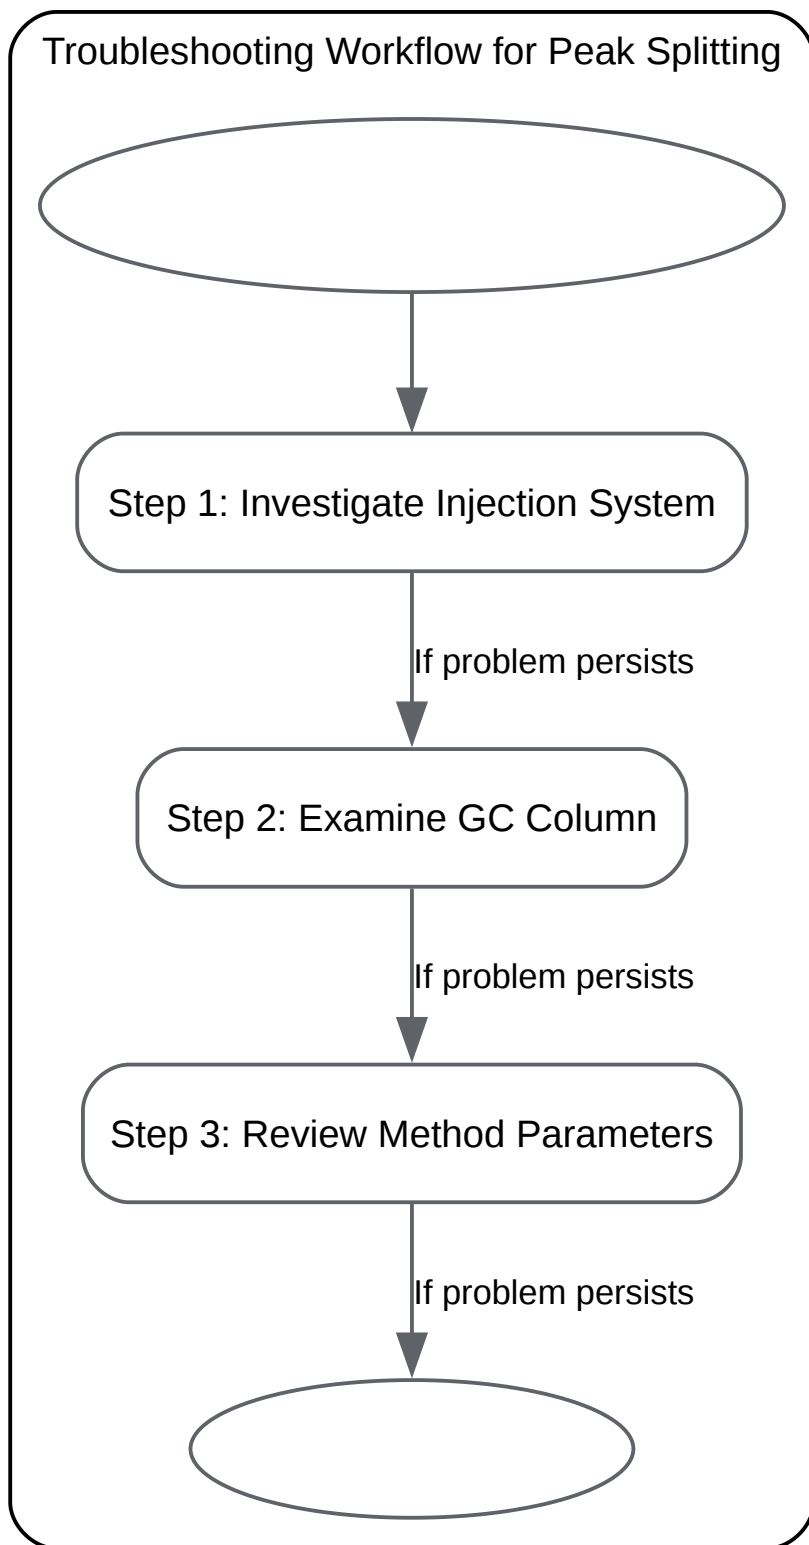 Troubleshooting Workflow for Peak Splitting
Step 1: Investigate Injection System
If problem persists
Step 2: Examine GC Column
If problem persists
Step 3: Review Method Parameters
If problem persists